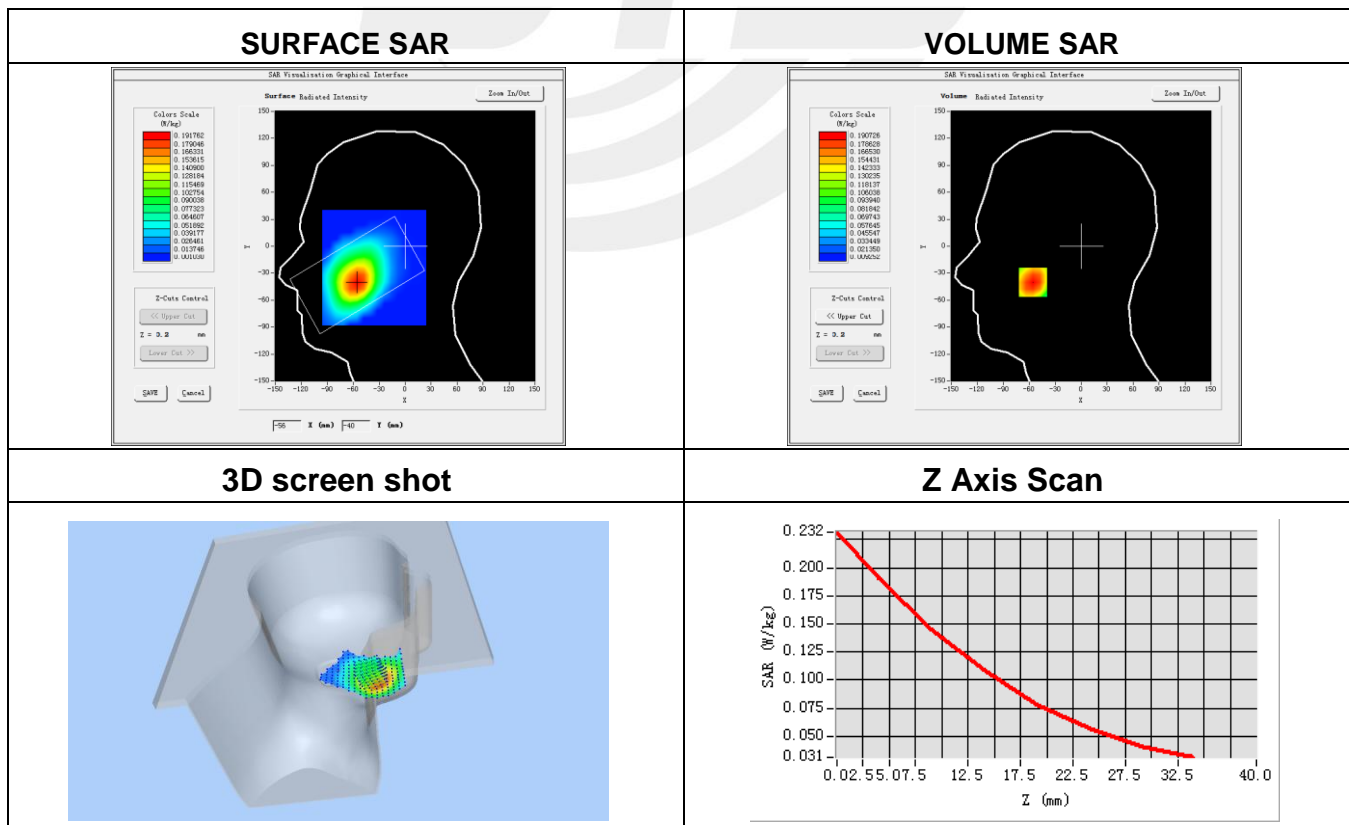 SURFACE SAR
VOLUME SAR
SAR Visualisation Graphical Interface
Surface Radiated Intensity
Zoom In/Out
Colors Scale
(W/kg)
0.191762
0.179046
0.166331
0.153615
0.140900
0.128184
0.115469
0.102754
0.090038
0.077323
0.064607
0.051892
0.039177
0.026461
0.013746
0.001030
Z-Cuts Control
<< Upper Cut
Z = 3.2 mm
Lower Cut >>
SAVE Cancel
150
120
90
60
30
0
-30
-60
-90
-120
-150
Y
-150 -120 -90 -60 -30 0 30 60 90 120 150
X
-56 X (mm) -40 Y (mm)
SAR Visualisation Graphical Interface
Volume Radiated Intensity
Zoom In/Out
Colors Scale
(W/kg)
0.190726
0.178628
0.166530
0.154431
0.142333
0.130235
0.118137
0.106038
0.093940
0.081842
0.069743
0.057645
0.045547
0.033449
0.021350
0.009252
Z-Cuts Control
<< Upper Cut
Z = 3.2 mm
Lower Cut >>
SAVE Cancel
150
120
90
60
30
0
-30
-60
-90
-120
-150
Y
-150 -120 -90 -60 -30 0 30 60 90 120 150
X
3D screen shot
Z Axis Scan
0.232
0.200
0.175
0.150
0.125
0.100
0.075
0.050
0.031
SAR (W/kg)
0.0 2.5 5.0 7.5 12.5 17.5 22.5 27.5 32.5 40.0
Z (mm)